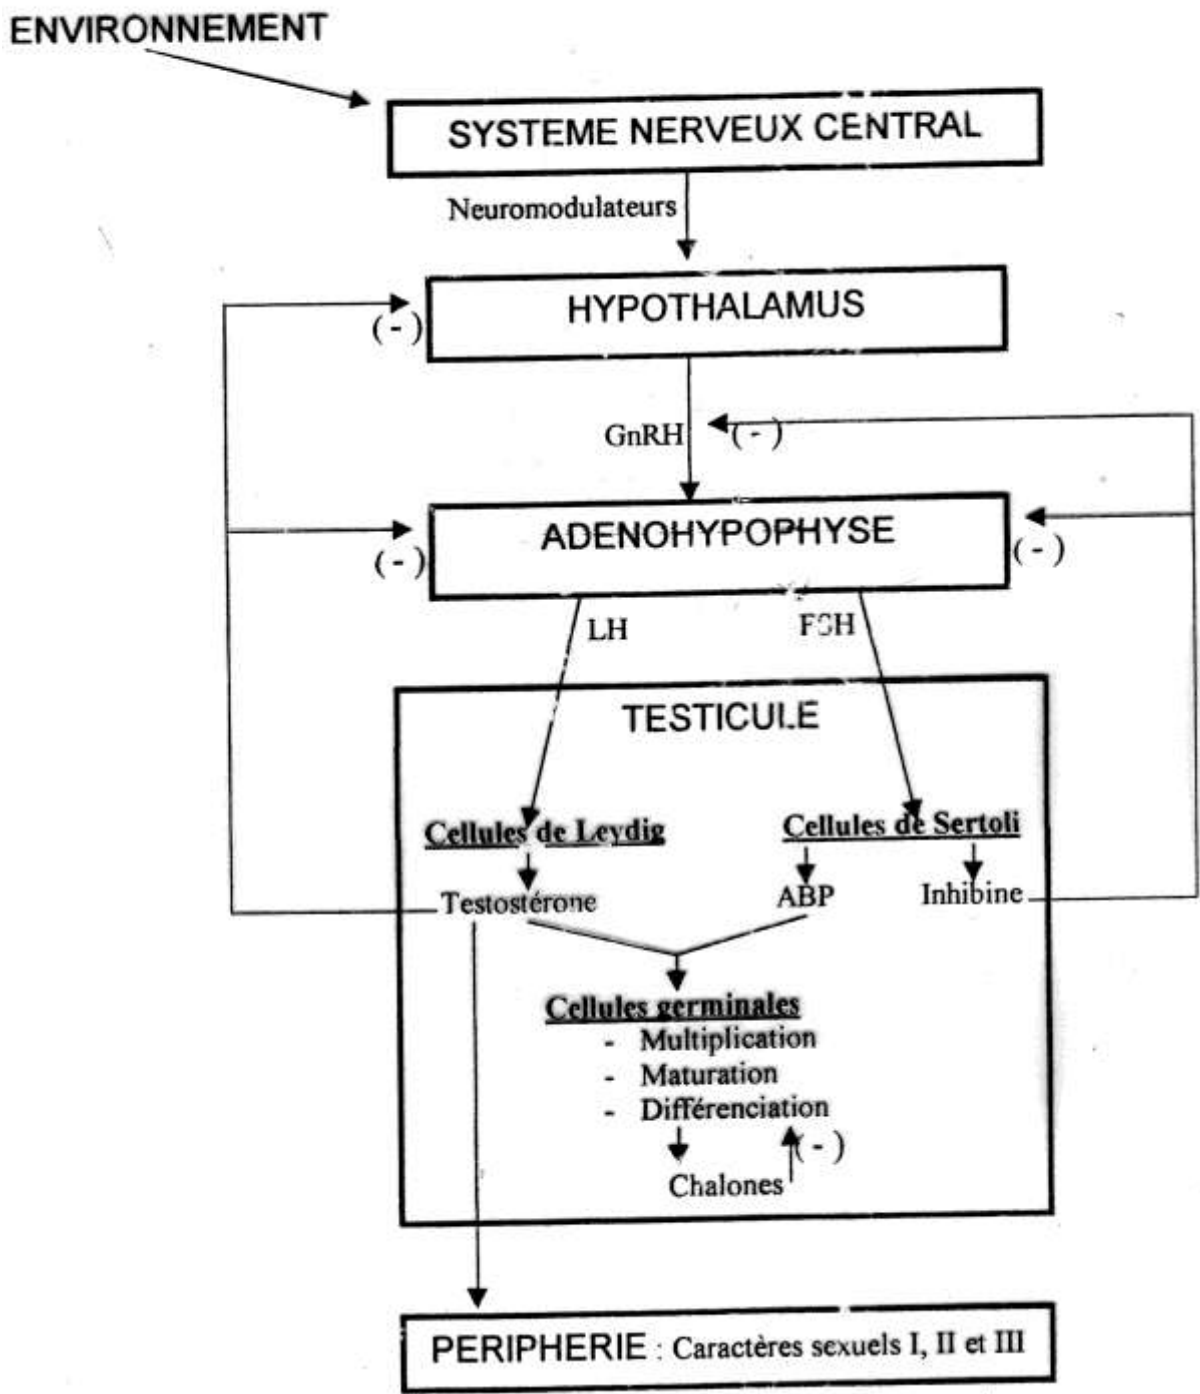 ENVIRONNEMENT
SYSTEME NERVEUX CENTRAL
Neuromodulateurs
HYPOTHALAMUS
( - )
GnRH
( - )
ADENOHYPOPHYSE
( - )
( - )
LH
FSH
TESTICULE
Cellules de Leydig
Cellules de Sertoli
Testostérone
ABP
Inhibine
Cellules germinales
- Multiplication
- Maturation
- Différenciation
( - )
Chalones
PERIPHERIE : Caractères sexuels I, II et III